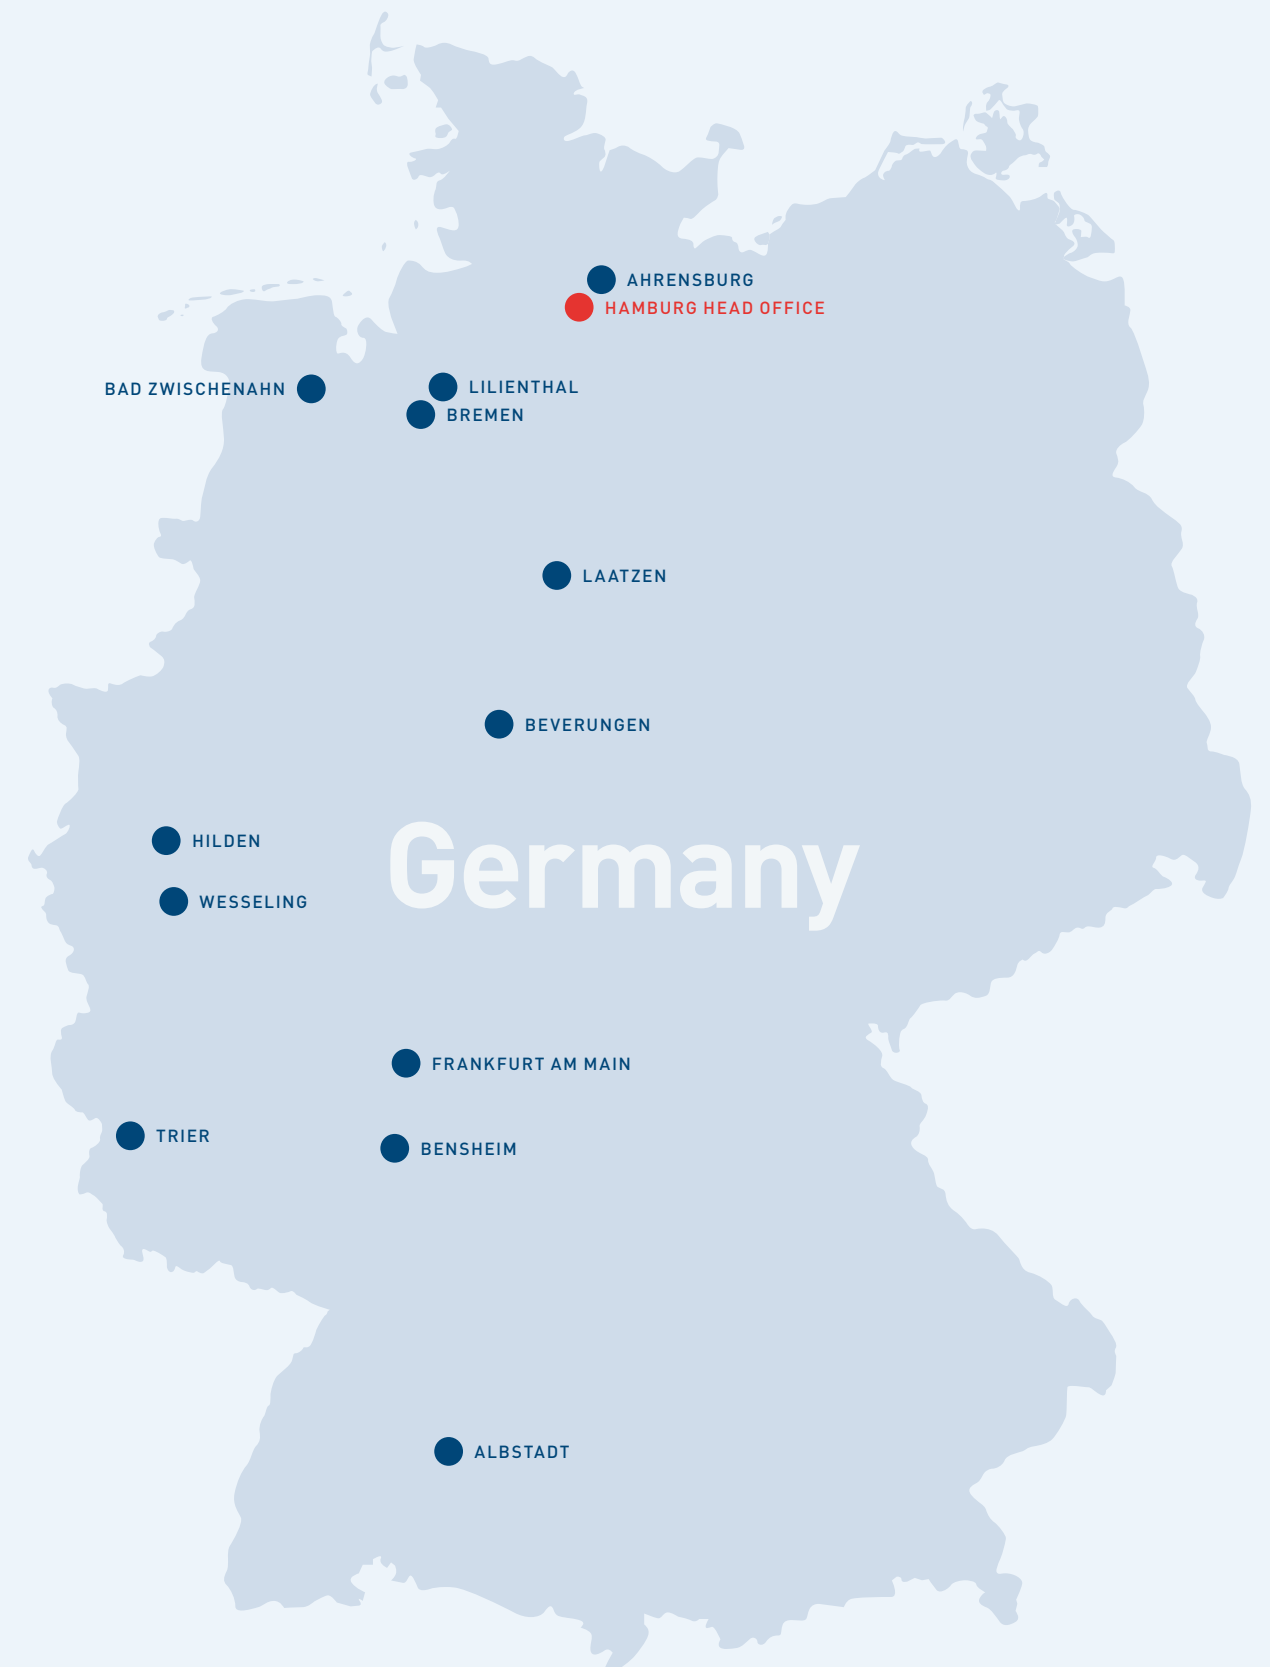 AHRENSBURG
HAMBURG HEAD OFFICE
BAD ZWISCHENAHN
LILIENTHAL
BREMEN
LAATZEN
BEVERUNGEN
HILDEN
Germany
WESSELING
FRANKFURT AM MAIN
TRIER
BENSHEIM
ALBSTADT